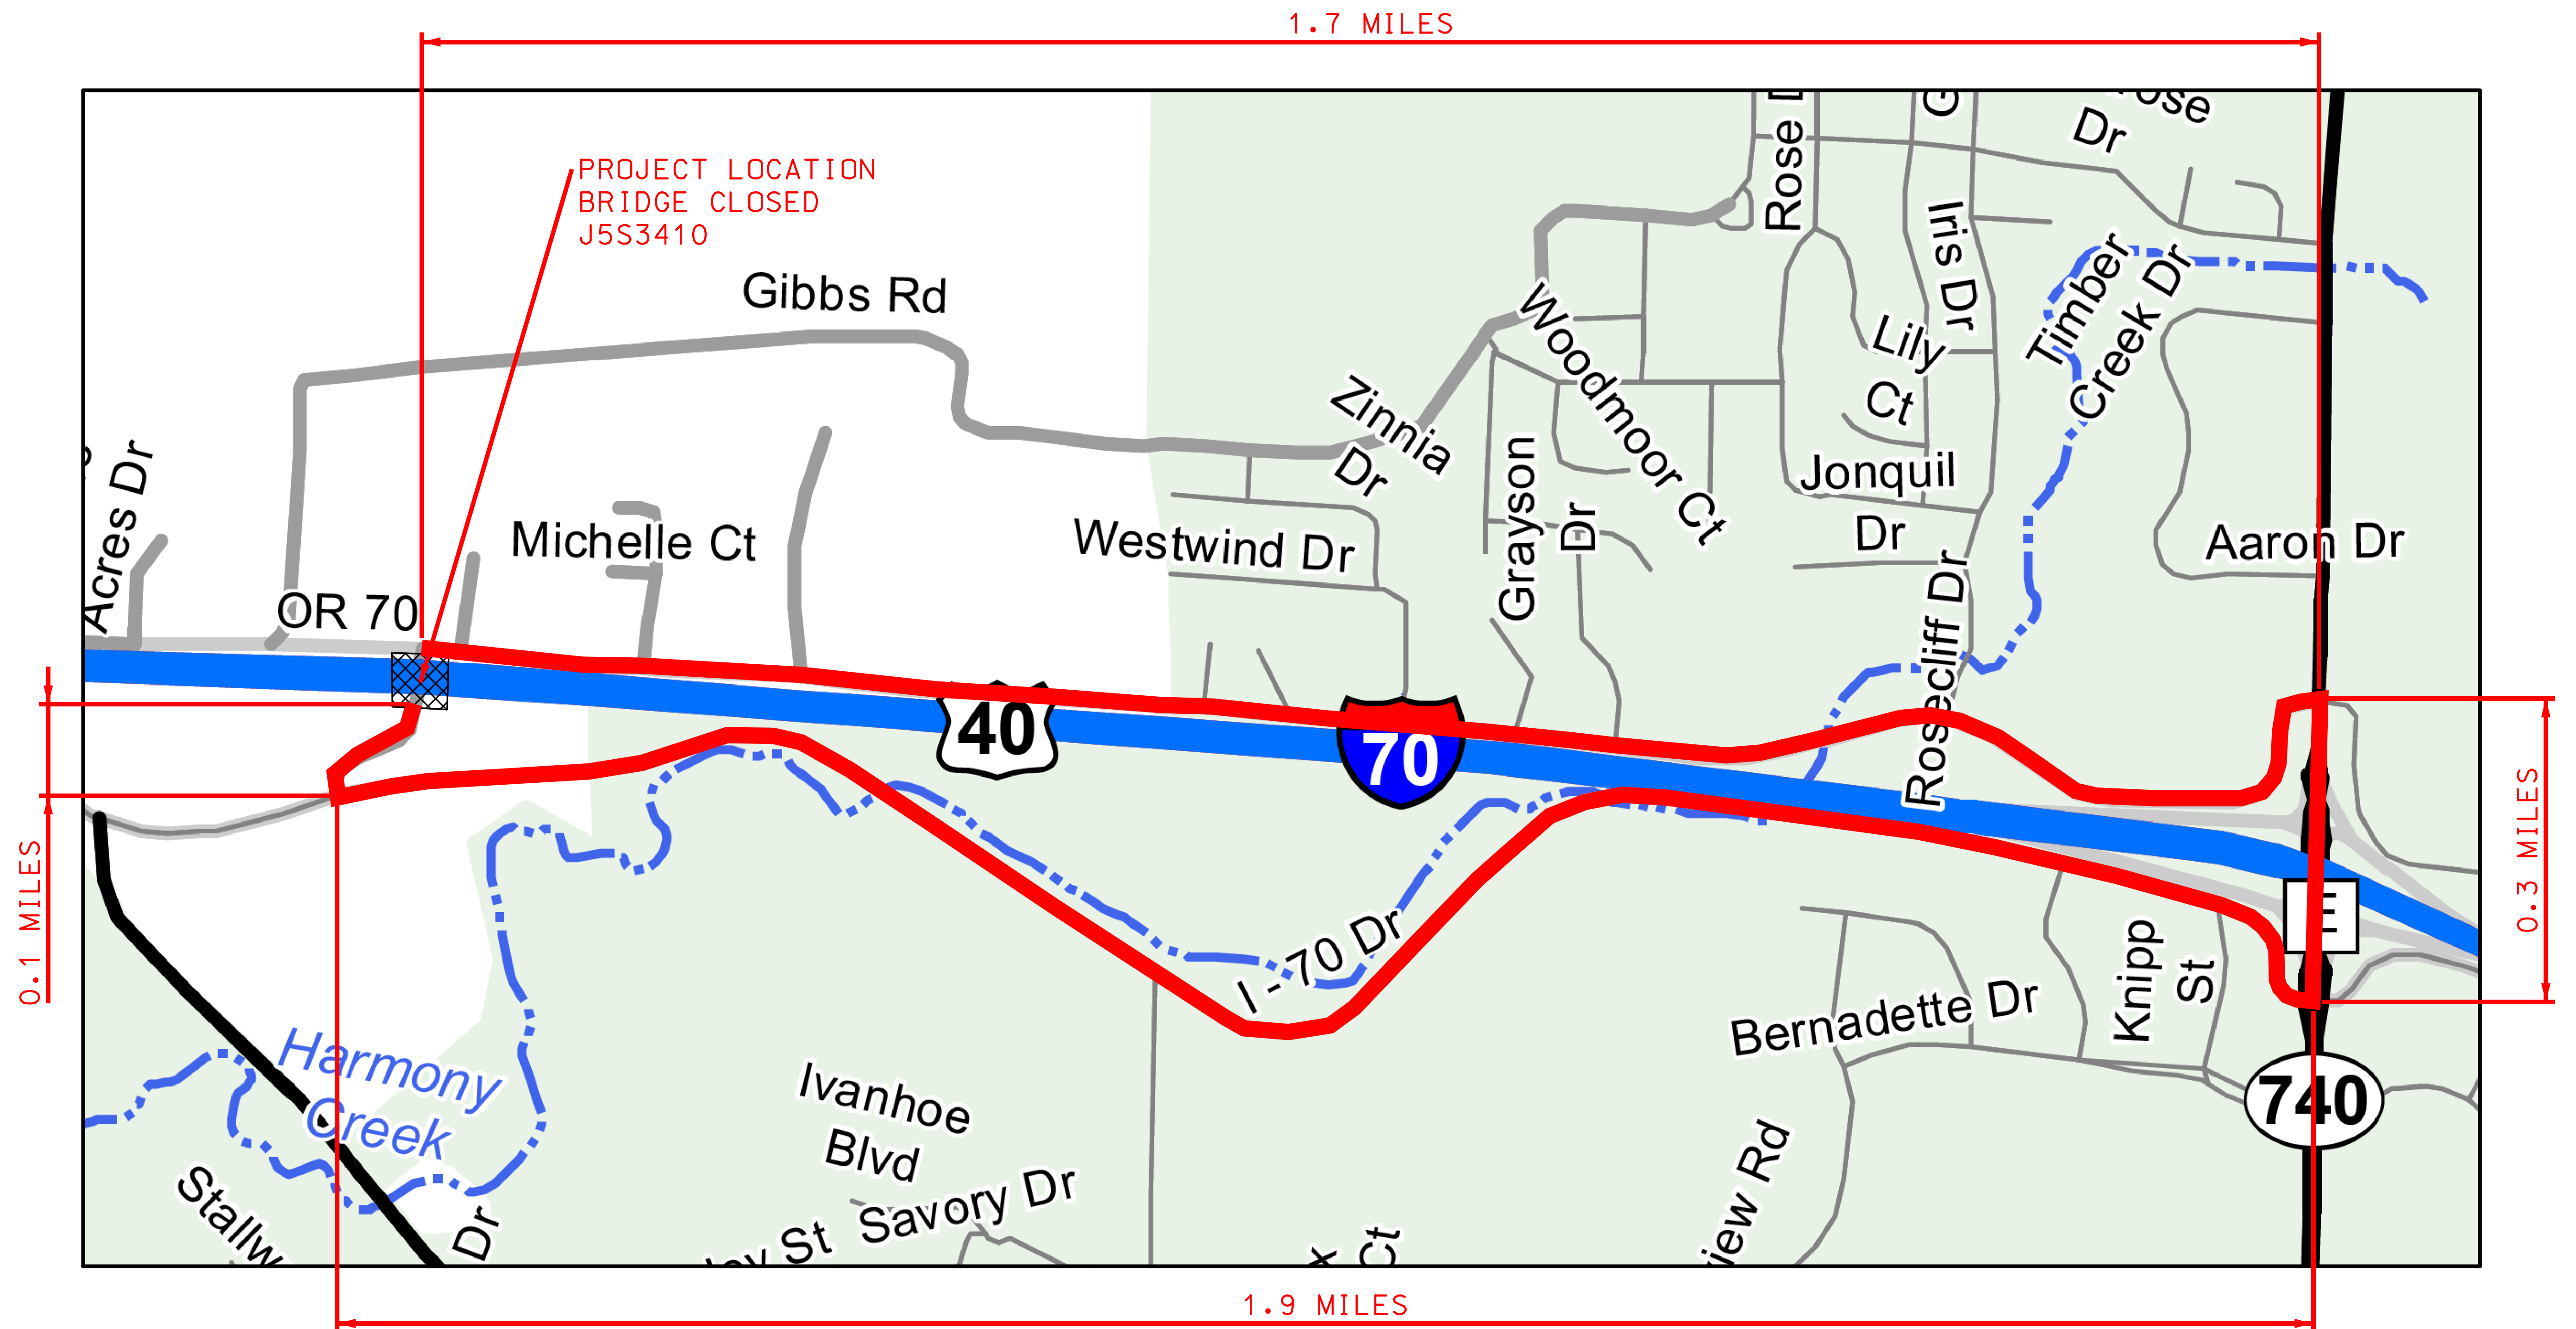 1.7 MILES
PROJECT LOCATION
BRIDGE CLOSED
J5S3410
Rose
Dr
Gibbs Rd
Iris Dr
Timber
Creek Dr
Lily
Ct
Woodmoor Ct
Zinnia
Dr
Acres Dr
Michelle Ct
Westwind Dr
Grayson
Dr
Jonquil
Dr
Aaron Dr
OR 70
Rosecliff Dr
40
70
0.1 MILES
0.3 MILES
E
I - 70 Dr
Knipp
St
Bernadette Dr
Harmony
Creek
740
Ivanhoe
Blvd
Savory Dr
St
Dr
Rd
Ct
1.9 MILES